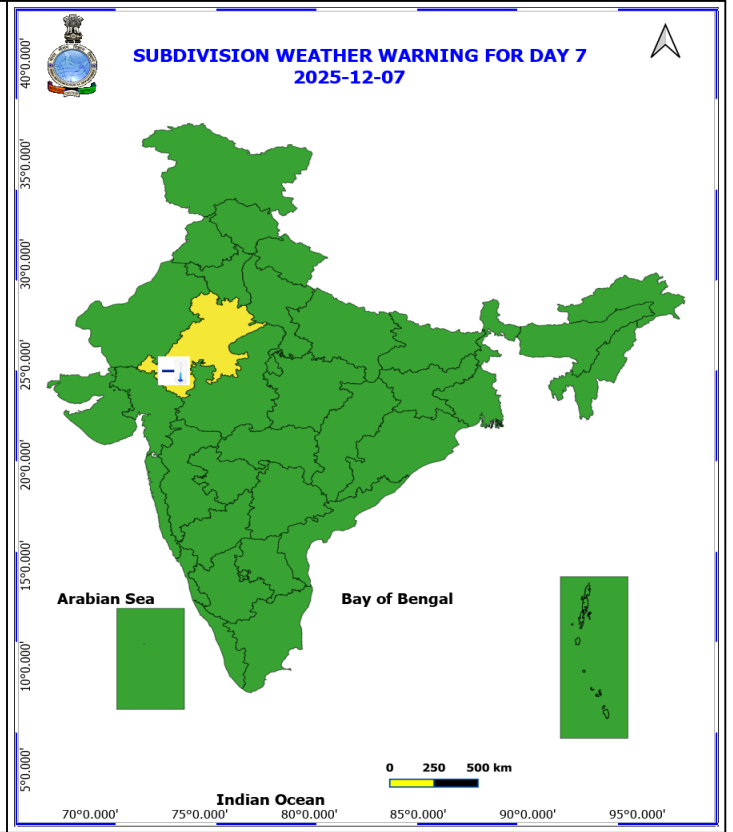 SUBDIVISION WEATHER WARNING FOR DAY 7
2025-12-07
40°0.000'
35°0.000'
30°0.000'
25°0.000'
20°0.000'
15°0.000'
10°0.000'
5°0.000'
Arabian Sea
Bay of Bengal
0 250 500 km
Indian Ocean
70°0.000' 75°0.000' 80°0.000' 85°0.000' 90°0.000' 95°0.000'